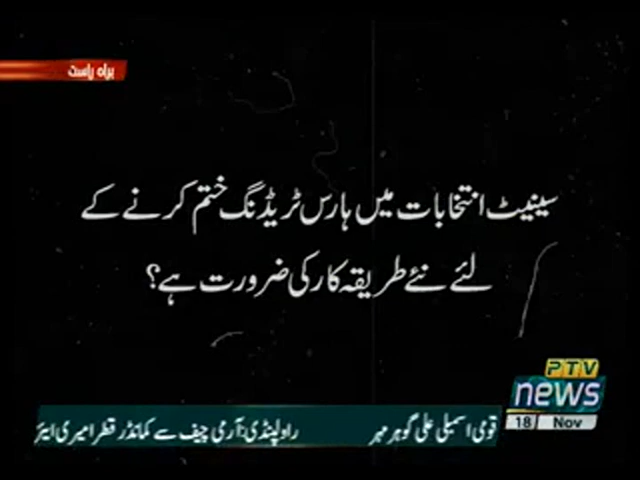 براہ راست
سینیٹ انتخابات میں ہارس ٹریڈنگ ختم کرنے کے
لئے نئے طریقہ کار کی ضرورت ہے؟
PTV
news
18 Nov
قومی اسمبلی علی گوہر مہر راولپنڈی: آرمی چیف سے کمانڈر قطر امیری ایئر